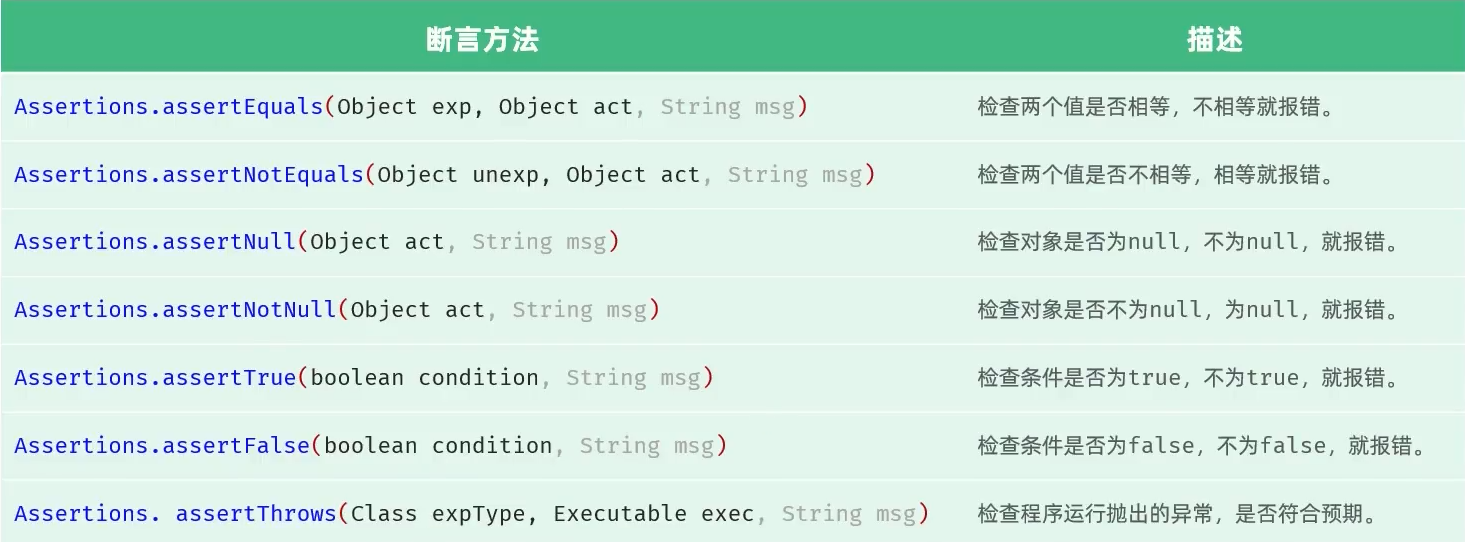 断言方法 描述
Assertions.assertEquals(Object exp, Object act, String msg) 检查两个值是否相等，不相等就报错。
Assertions.assertNotEquals(Object unexp, Object act, String msg) 检查两个值是否不相等，相等就报错。
Assertions.assertNull(Object act, String msg) 检查对象是否为null，不为null，就报错。
Assertions.assertNotNull(Object act, String msg) 检查对象是否不为null，为null，就报错。
Assertions.assertTrue(boolean condition, String msg) 检查条件是否为true，不为true，就报错。
Assertions.assertFalse(boolean condition, String msg) 检查条件是否为false，不为false，就报错。
Assertions. assertThrows(Class expType, Executable exec, String msg) 检查程序运行抛出的异常，是否符合预期。